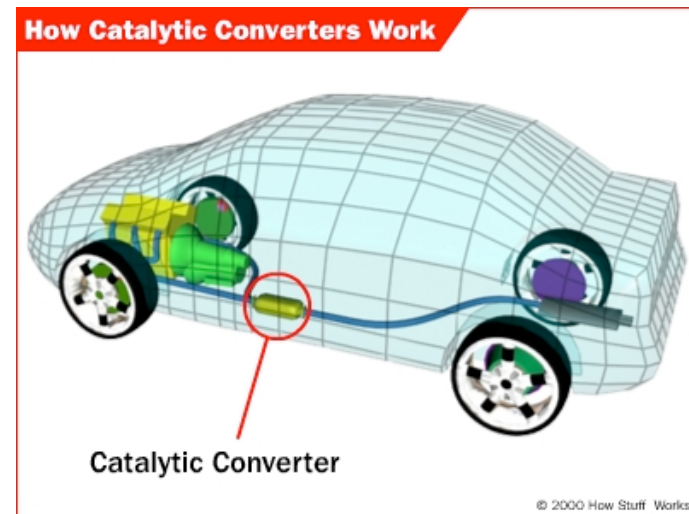 How Catalytic Converters Work
Catalytic Converter
© 2000 How Stuff Works